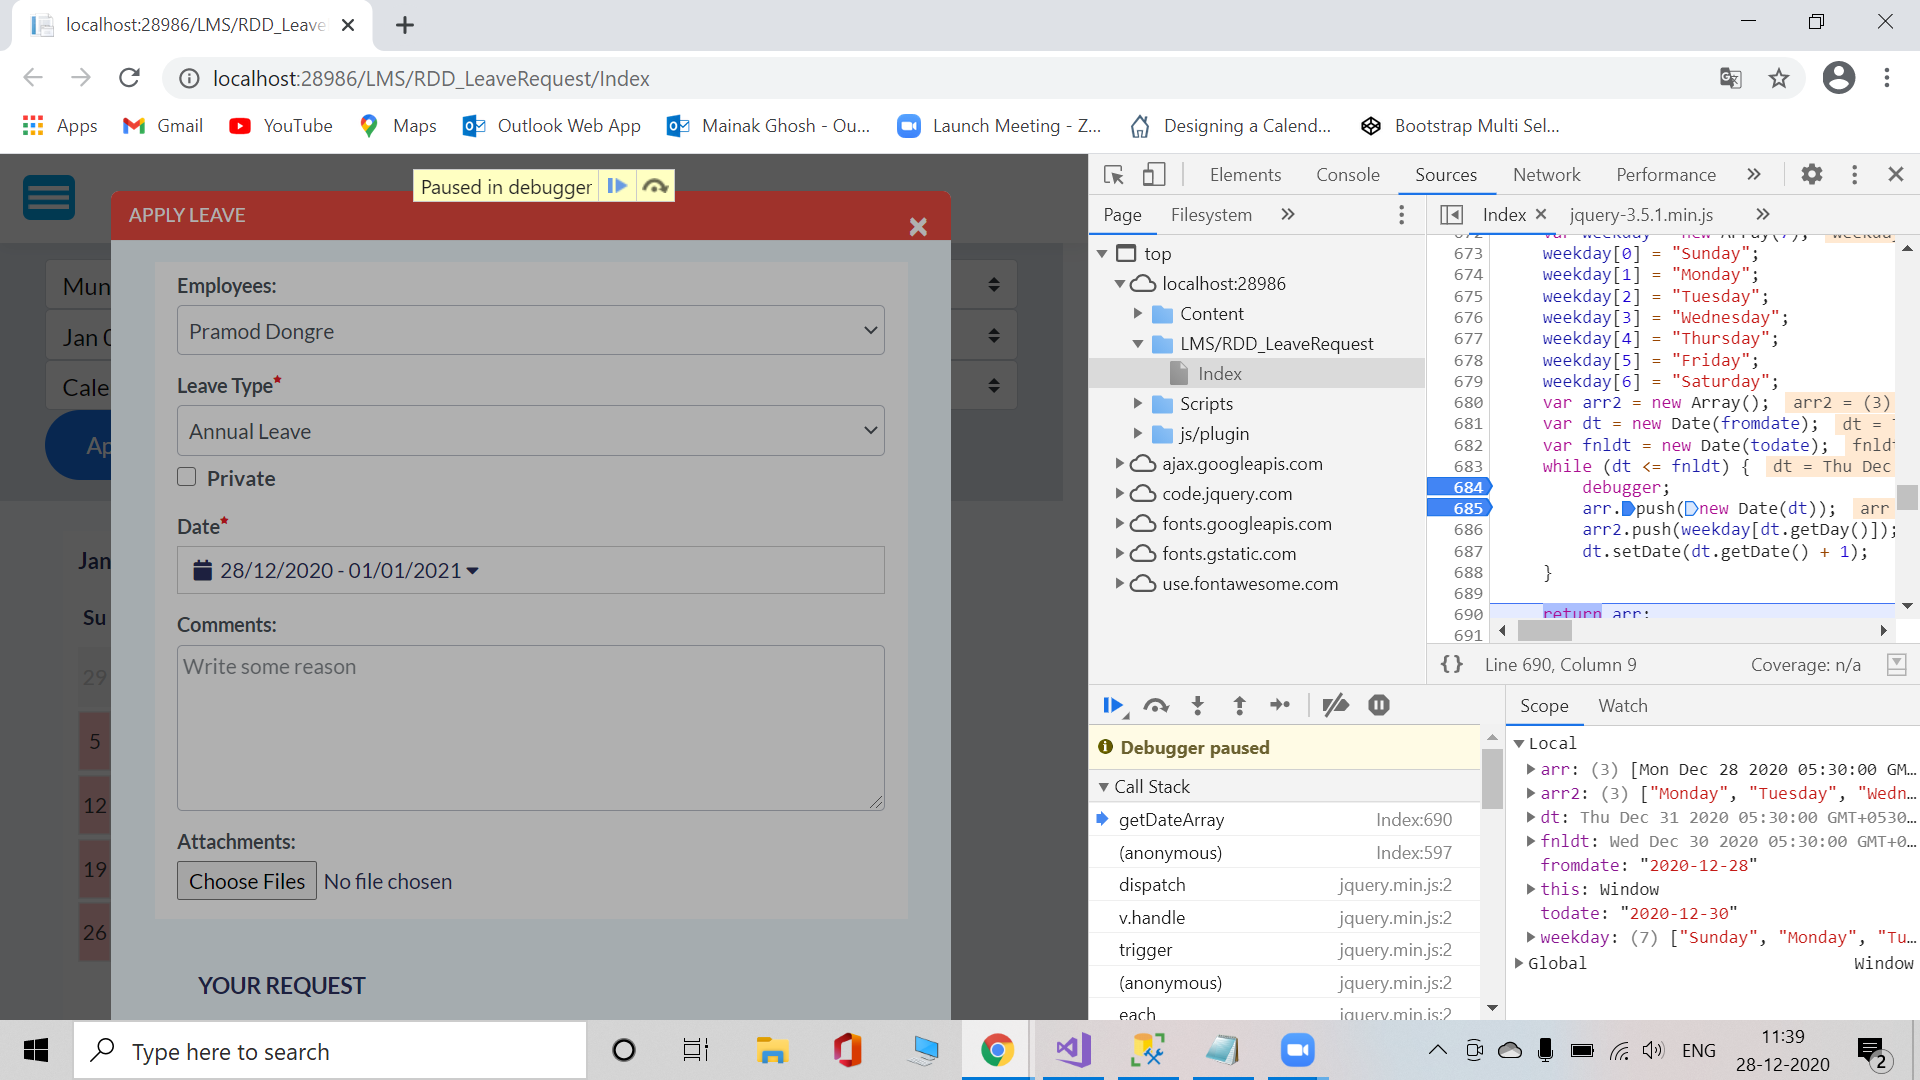 localhost:28986/LMS/RDD_Leave
localhost:28986/LMS/RDD_LeaveRequest/Index
Apps
Gmail
YouTube
Maps
Outlook Web App
Mainak Ghosh - Ou...
Launch Meeting - Z...
Designing a Calend...
Bootstrap Multi Sel...
Paused in debugger
APPLY LEAVE
Mun
Jan 0
Cale
Ap
Jan
Su
29
5
12
19
26
Employees:
Pramod Dongre
Leave Type*
Annual Leave
Private
Date*
28/12/2020 - 01/01/2021
Comments:
Write some reason
Attachments:
Choose Files No file chosen
YOUR REQUEST
Elements Console Sources Network Performance
Page Filesystem
Index jquery-3.5.1.min.js
top
localhost:28986
Content
LMS/RDD_LeaveRequest
Index
Scripts
js/plugin
ajax.googleapis.com
code.jquery.com
fonts.googleapis.com
fonts.gstatic.com
use.fontawesome.com
672 var weekday = new Array(7); weekda
673 weekday[0] = "Sunday";
674 weekday[1] = "Monday";
675 weekday[2] = "Tuesday";
676 weekday[3] = "Wednesday";
677 weekday[4] = "Thursday";
678 weekday[5] = "Friday";
679 weekday[6] = "Saturday";
680 var arr2 = new Array(); arr2 = (3)
681 var dt = new Date(fromdate); dt =
682 var fnldt = new Date(todate); fnld
683 while (dt <= fnldt) { dt = Thu Dec
684 debugger;
685 arr.push(new Date(dt)); arr
686 arr2.push(weekday[dt.getDay()]);
687 dt.setDate(dt.getDate() + 1);
688 }
689
690 return arr;
691
{} Line 690, Column 9 Coverage: n/a
Debugger paused
Call Stack
getDateArray Index:690
(anonymous) Index:597
dispatch jquery.min.js:2
v.handle jquery.min.js:2
trigger jquery.min.js:2
(anonymous) jquery.min.js:2
each jquery.min.js:2
Scope Watch
Local
arr: (3) [Mon Dec 28 2020 05:30:00 GM…
arr2: (3) ["Monday", "Tuesday", "Wedn…
dt: Thu Dec 31 2020 05:30:00 GMT+0530…
fnldt: Wed Dec 30 2020 05:30:00 GMT+0…
fromdate: "2020-12-28"
this: Window
todate: "2020-12-30"
weekday: (7) ["Sunday", "Monday", "Tu…
Global Window
Type here to search
ENG
11:39
28-12-2020
2